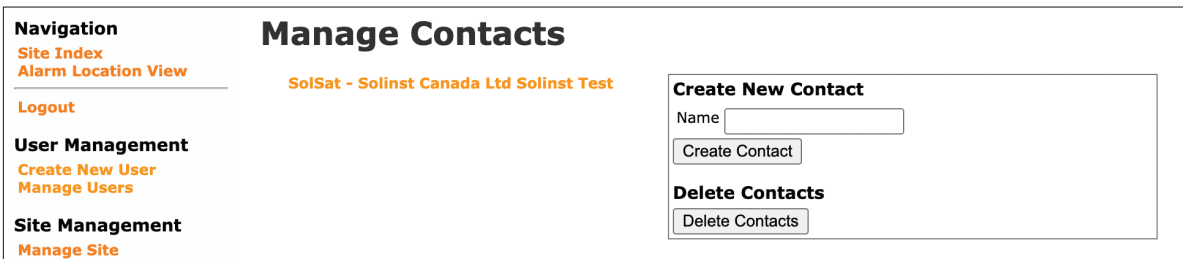 Navigation
Site Index
Alarm Location View
Logout
User Management
Create New User
Manage Users
Site Management
Manage Site
Manage Contacts
SolSat - Solinst Canada Ltd Solinst Test
Create New Contact
Name
Create Contact
Delete Contacts
Delete Contacts